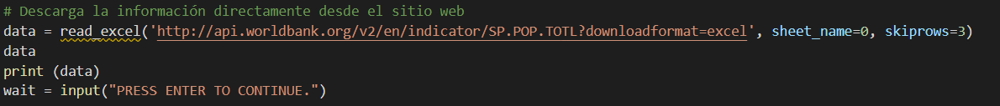 # Descarga la información directamente desde el sitio web
data = read_excel('http://api.worldbank.org/v2/en/indicator/SP.POP.TOTL?downloadformat=excel', sheet_name=0, skiprows=3)
data
print (data)
wait = input("PRESS ENTER TO CONTINUE.")